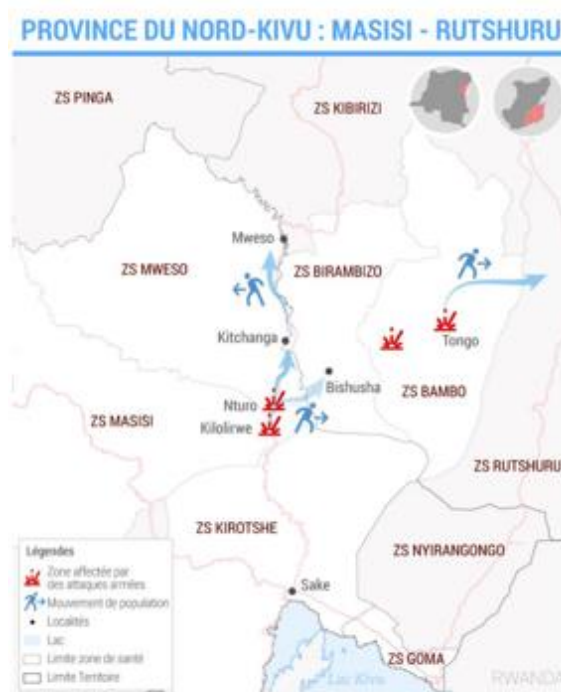 PROVINCE DU NORD-KIVU : MASISI - RUTSHURU
ZS PINGA
ZS KIBIRIZI
Mweso
ZS MWESO
ZS BIRAMBIZO
Kitchanga
Tongo
Bishusha
ZS BAMBO
Nturo
ZS MASISI
Kilolirwe
ZS RUTSHURU
ZS KIROTSHE
ZS NYIRANGONGO
Légendes
Zone affectée par
des attaques armées
Mouvement de population
Localités
Lac
Limite zone de santé
Limite Territoire
Sake
ZS GOMA
Lac Kivu
RWANDA